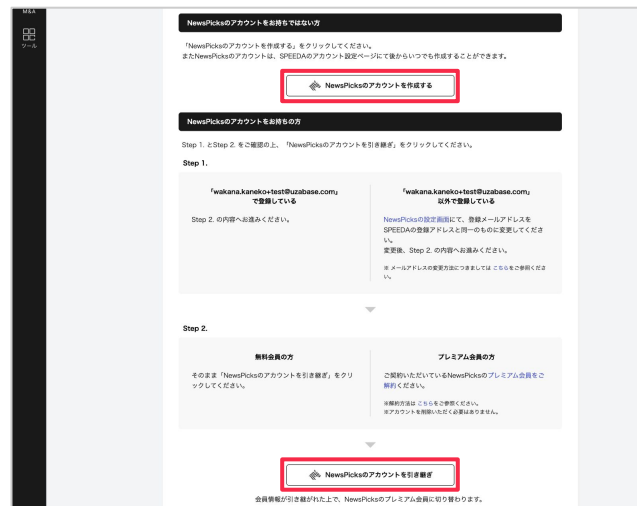 M&A
ツール
NewsPicksのアカウントをお持ちではない方
「NewsPicksのアカウントを作成する」をクリックしてください。
またNewsPicksのアカウントは、SPEEDAのアカウント設定ページにて後からいつでも作成することができます。
NewsPicksのアカウントを作成する
NewsPicksのアカウントをお持ちの方
Step 1. とStep 2. をご確認の上、「NewsPicksのアカウントを引き継ぎ」をクリックしてください。
Step 1.
「wakana.kaneko+test@uzabase.com」
で登録している
Step 2. の内容へお進みください。
「wakana.kaneko+test@uzabase.com」
以外で登録している
NewsPicksの設定画面にて、登録メールアドレスを
SPEEDAの登録アドレスと同一のものに変更してくださ
い。
変更後、Step 2. の内容へお進みください。
※ メールアドレスの変更方法につきましては こちらをご参照くださ
い。
Step 2.
無料会員の方
そのまま「NewsPicksのアカウントを引き継ぎ」をクリ
ックしてください。
プレミアム会員の方
ご契約いただいているNewsPicksのプレミアム会員をご
解約ください。
※解約方法は こちらをご参照ください。
※アカウントを削除いただく必要はありません。
NewsPicksのアカウントを引き継ぎ
会員情報が引き継がれた上で、NewsPicksのプレミアム会員に切り替わります。